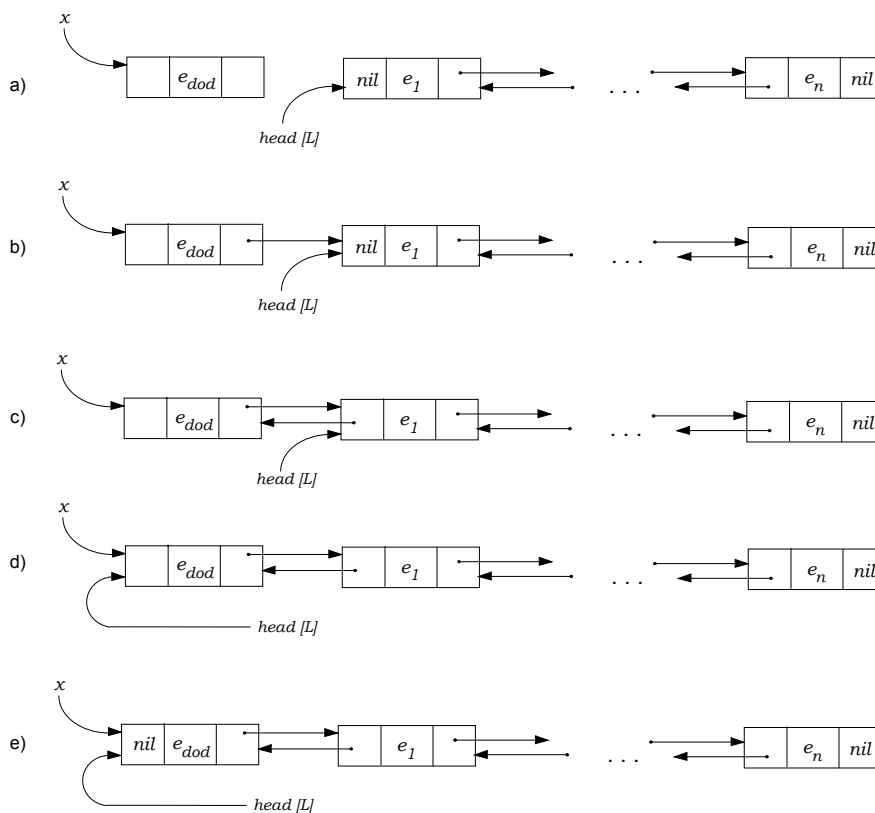 x
a) e_dod nil e_1 . . . e_n nil
head [L]
x
b) e_dod nil e_1 . . . e_n nil
head [L]
x
c) e_dod e_1 . . . e_n nil
head [L]
x
d) e_dod e_1 . . . e_n nil
head [L]
x
e) nil e_dod e_1 . . . e_n nil
head [L]